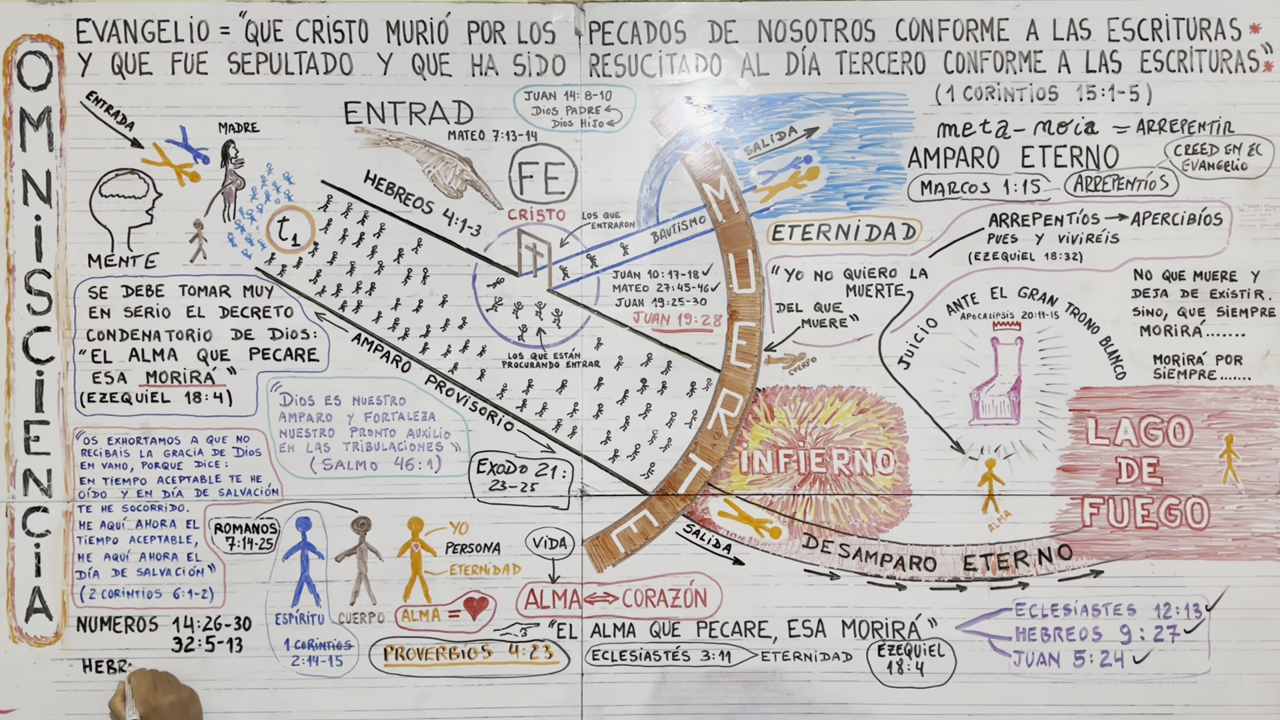 EVANGELIO = "QUE CRISTO MURIÓ POR LOS PECADOS DE NOSOTROS CONFORME A LAS ESCRITURAS*
Y QUE FUE SEPULTADO Y QUE HA SIDO RESUCITADO AL DÍA TERCERO CONFORME A LAS ESCRITURAS"*
(1 CORINTIOS 15:1-5)
OMNISCIENCIA
ENTRADA
MADRE
MENTE
t1
ENTRAD
MATEO 7:13-14
JUAN 14:8-10
DIOS PADRE
DIOS HIJO
FE
CRISTO
HEBREOS 4:1-3
LOS QUE
ENTRARON
BAUTISMO
SALIDA
JUAN 10:17-18 ✓
MATEO 27:45-46 ✓
JUAN 19:25-30
JUAN 19:28
LOS QUE ESTÁN
PROCURANDO ENTRAR
AMPARO PROVISORIO
MUERTE
meta-noia = ARREPENTIR
AMPARO ETERNO
CREED EN EL
EVANGELIO
MARCOS 1:15
ARREPENTÍOS
ETERNIDAD
ARREPENTÍOS → APERCIBÍOS
PUES Y VIVIRÉIS
(EZEQUIEL 18:32)
"YO NO QUIERO LA
MUERTE
DEL QUE
MUERE"
CUERPO
JUICIO ANTE EL GRAN TRONO BLANCO
APOCALIPSIS 20:11-15
NO QUE MUERE Y
DEJA DE EXISTIR.
SINO, QUE SIEMPRE
MORIRA.......
MORIRÁ POR
SIEMPRE.......
SE DEBE TOMAR MUY
EN SERIO EL DECRETO
CONDENATORIO DE DIOS:
"EL ALMA QUE PECARE
ESA MORIRÁ"
(EZEQUIEL 18:4)
"DIOS ES NUESTRO
AMPARO Y FORTALEZA
NUESTRO PRONTO AUXILIO
EN LAS TRIBULACIONES"
(SALMO 46:1)
EXODO 21:
23-25
INFIERNO
LAGO
DE
FUEGO
ALMA
"OS EXHORTAMOS A QUE NO
RECIBAIS LA GRACIA DE DIOS
EN VANO, PORQUE DICE:
EN TIEMPO ACEPTABLE TE HE
OÍDO Y EN DÍA DE SALVACIÓN
TE HE SOCORRIDO.
HE AQUÍ AHORA EL
TIEMPO ACEPTABLE,
HE AQUÍ AHORA EL
DÍA DE SALVACIÓN"
(2 CORINTIOS 6:1-2)
ROMANOS
7:14-25
YO
PERSONA
ETERNIDAD
ESPÍRITU
CUERPO
ALMA =
1 CORINTIOS
2:14-15
VIDA
SALIDA
DESAMPARO ETERNO
ALMA ⇔ CORAZÓN
PROVERBIOS 4:23
"EL ALMA QUE PECARE, ESA MORIRÁ"
ECLESIASTÉS 3:11 → ETERNIDAD
EZEQUIEL
18:4
ECLESIASTES 12:13 ✓
HEBREOS 9:27 ✓
JUAN 5:24 ✓
NUMEROS 14:26-30
32:5-13
HEBR